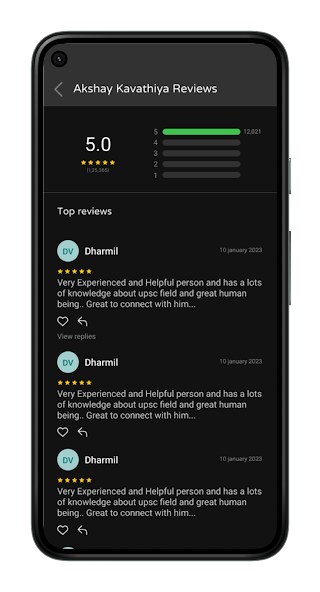 Akshay Kavathiya Reviews
5.0
(1,25,365)
5 12,621
4
3
2
1
Top reviews
DV Dharmil 10 january 2023
Very Experienced and Helpful person and has a lots
of knowledge about upsc field and great human
being.. Great to connect with him...
View replies
DV Dharmil 10 january 2023
Very Experienced and Helpful person and has a lots
of knowledge about upsc field and great human
being.. Great to connect with him...
DV Dharmil 10 january 2023
Very Experienced and Helpful person and has a lots
of knowledge about upsc field and great human
being.. Great to connect with him...